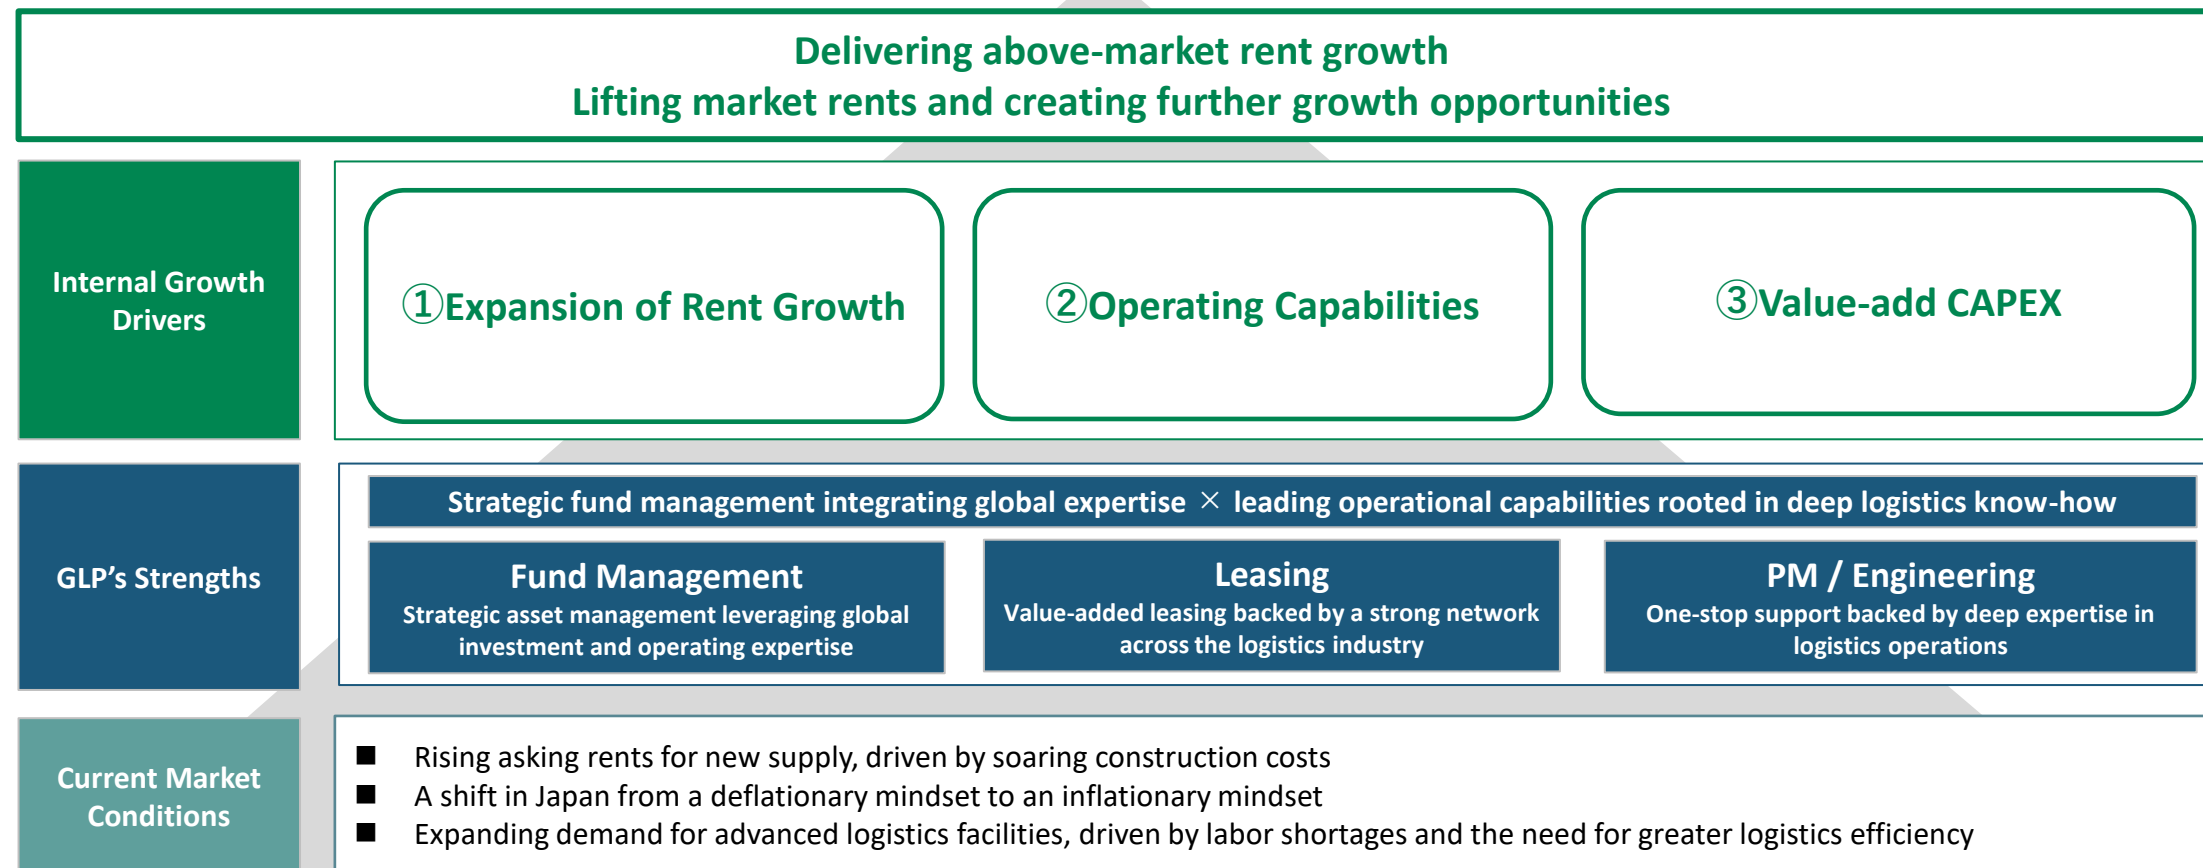 Delivering above-market rent growth
Lifting market rents and creating further growth opportunities
Internal Growth
Drivers
①Expansion of Rent Growth
②Operating Capabilities
③Value-add CAPEX
GLP’s Strengths
Strategic fund management integrating global expertise × leading operational capabilities rooted in deep logistics know-how
Fund Management
Strategic asset management leveraging global
investment and operating expertise
Leasing
Value-added leasing backed by a strong network
across the logistics industry
PM / Engineering
One-stop support backed by deep expertise in
logistics operations
Current Market
Conditions
■ Rising asking rents for new supply, driven by soaring construction costs
■ A shift in Japan from a deflationary mindset to an inflationary mindset
■ Expanding demand for advanced logistics facilities, driven by labor shortages and the need for greater logistics efficiency